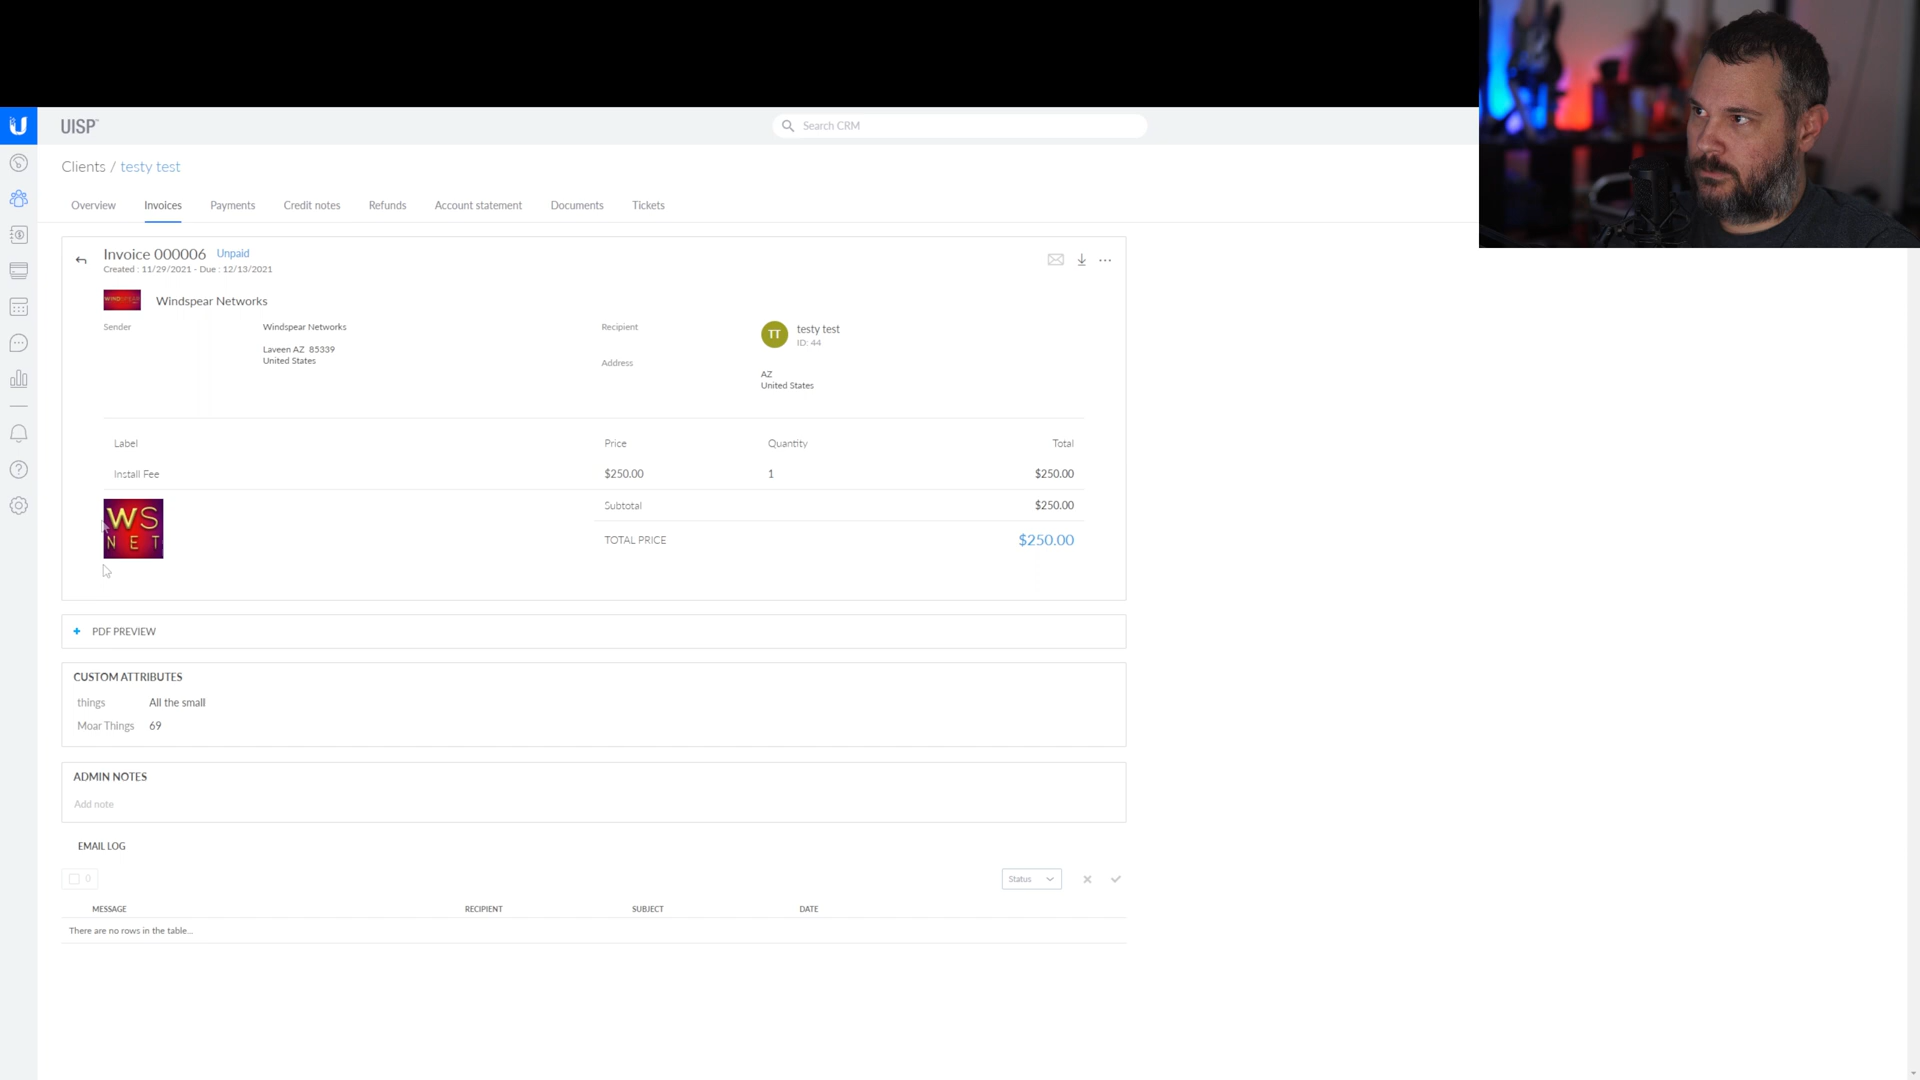 UISP
Search CRM
Clients / testy test
Overview Invoices Payments Credit notes Refunds Account statement Documents Tickets
Invoice 000006 Unpaid
Created : 11/29/2021 - Due : 12/13/2021
Windspear Networks
Sender Windspear Networks Recipient TT testy test
ID: 44
Laveen AZ 85339
United States
Address
AZ
United States
Label Price Quantity Total
Install Fee $250.00 1 $250.00
WS
NET
Subtotal $250.00
TOTAL PRICE $250.00
+ PDF PREVIEW
CUSTOM ATTRIBUTES
things All the small
Moar Things 69
ADMIN NOTES
Add note
EMAIL LOG
0 Status
MESSAGE RECIPIENT SUBJECT DATE
There are no rows in the table...